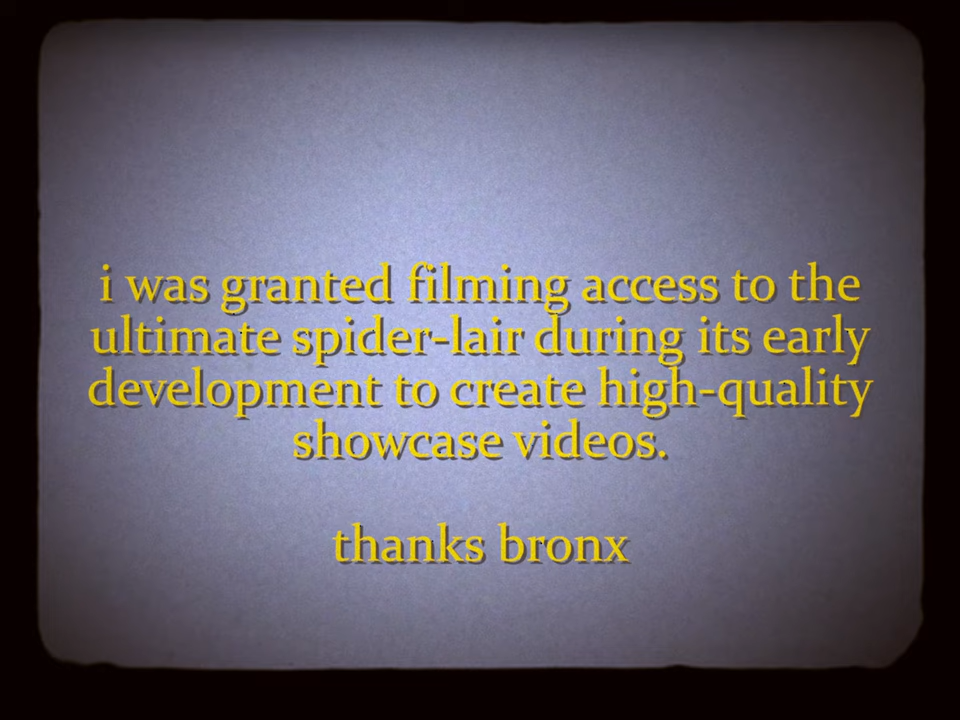 i was granted filming access to the
ultimate spider-lair during its early
development to create high-quality
showcase videos.
thanks bronx